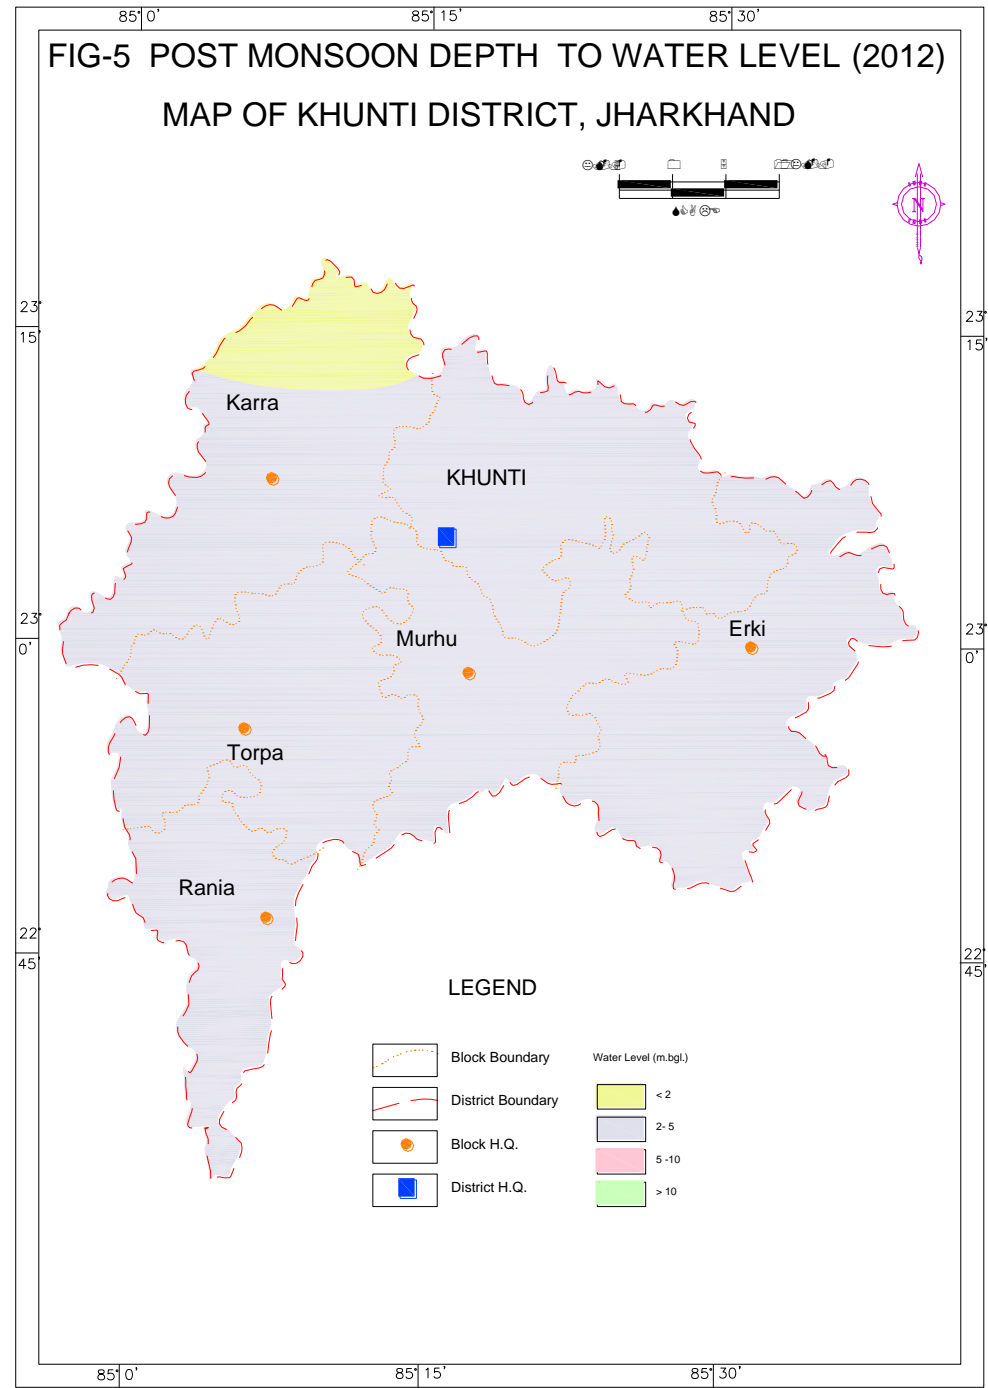 85° 0'
85° 15'
85° 30'
FIG-5 POST MONSOON DEPTH TO WATER LEVEL (2012)
MAP OF KHUNTI DISTRICT, JHARKHAND
N
23°
15'
23°
15'
Karra
KHUNTI
23°
0'
23°
0'
Murhu
Erki
Torpa
Rania
22°
45'
22°
45'
LEGEND
Block Boundary
District Boundary
Block H.Q.
District H.Q.
Water Level (m.bgl.)
< 2
2- 5
5 -10
> 10
85° 0'
85° 15'
85° 30'